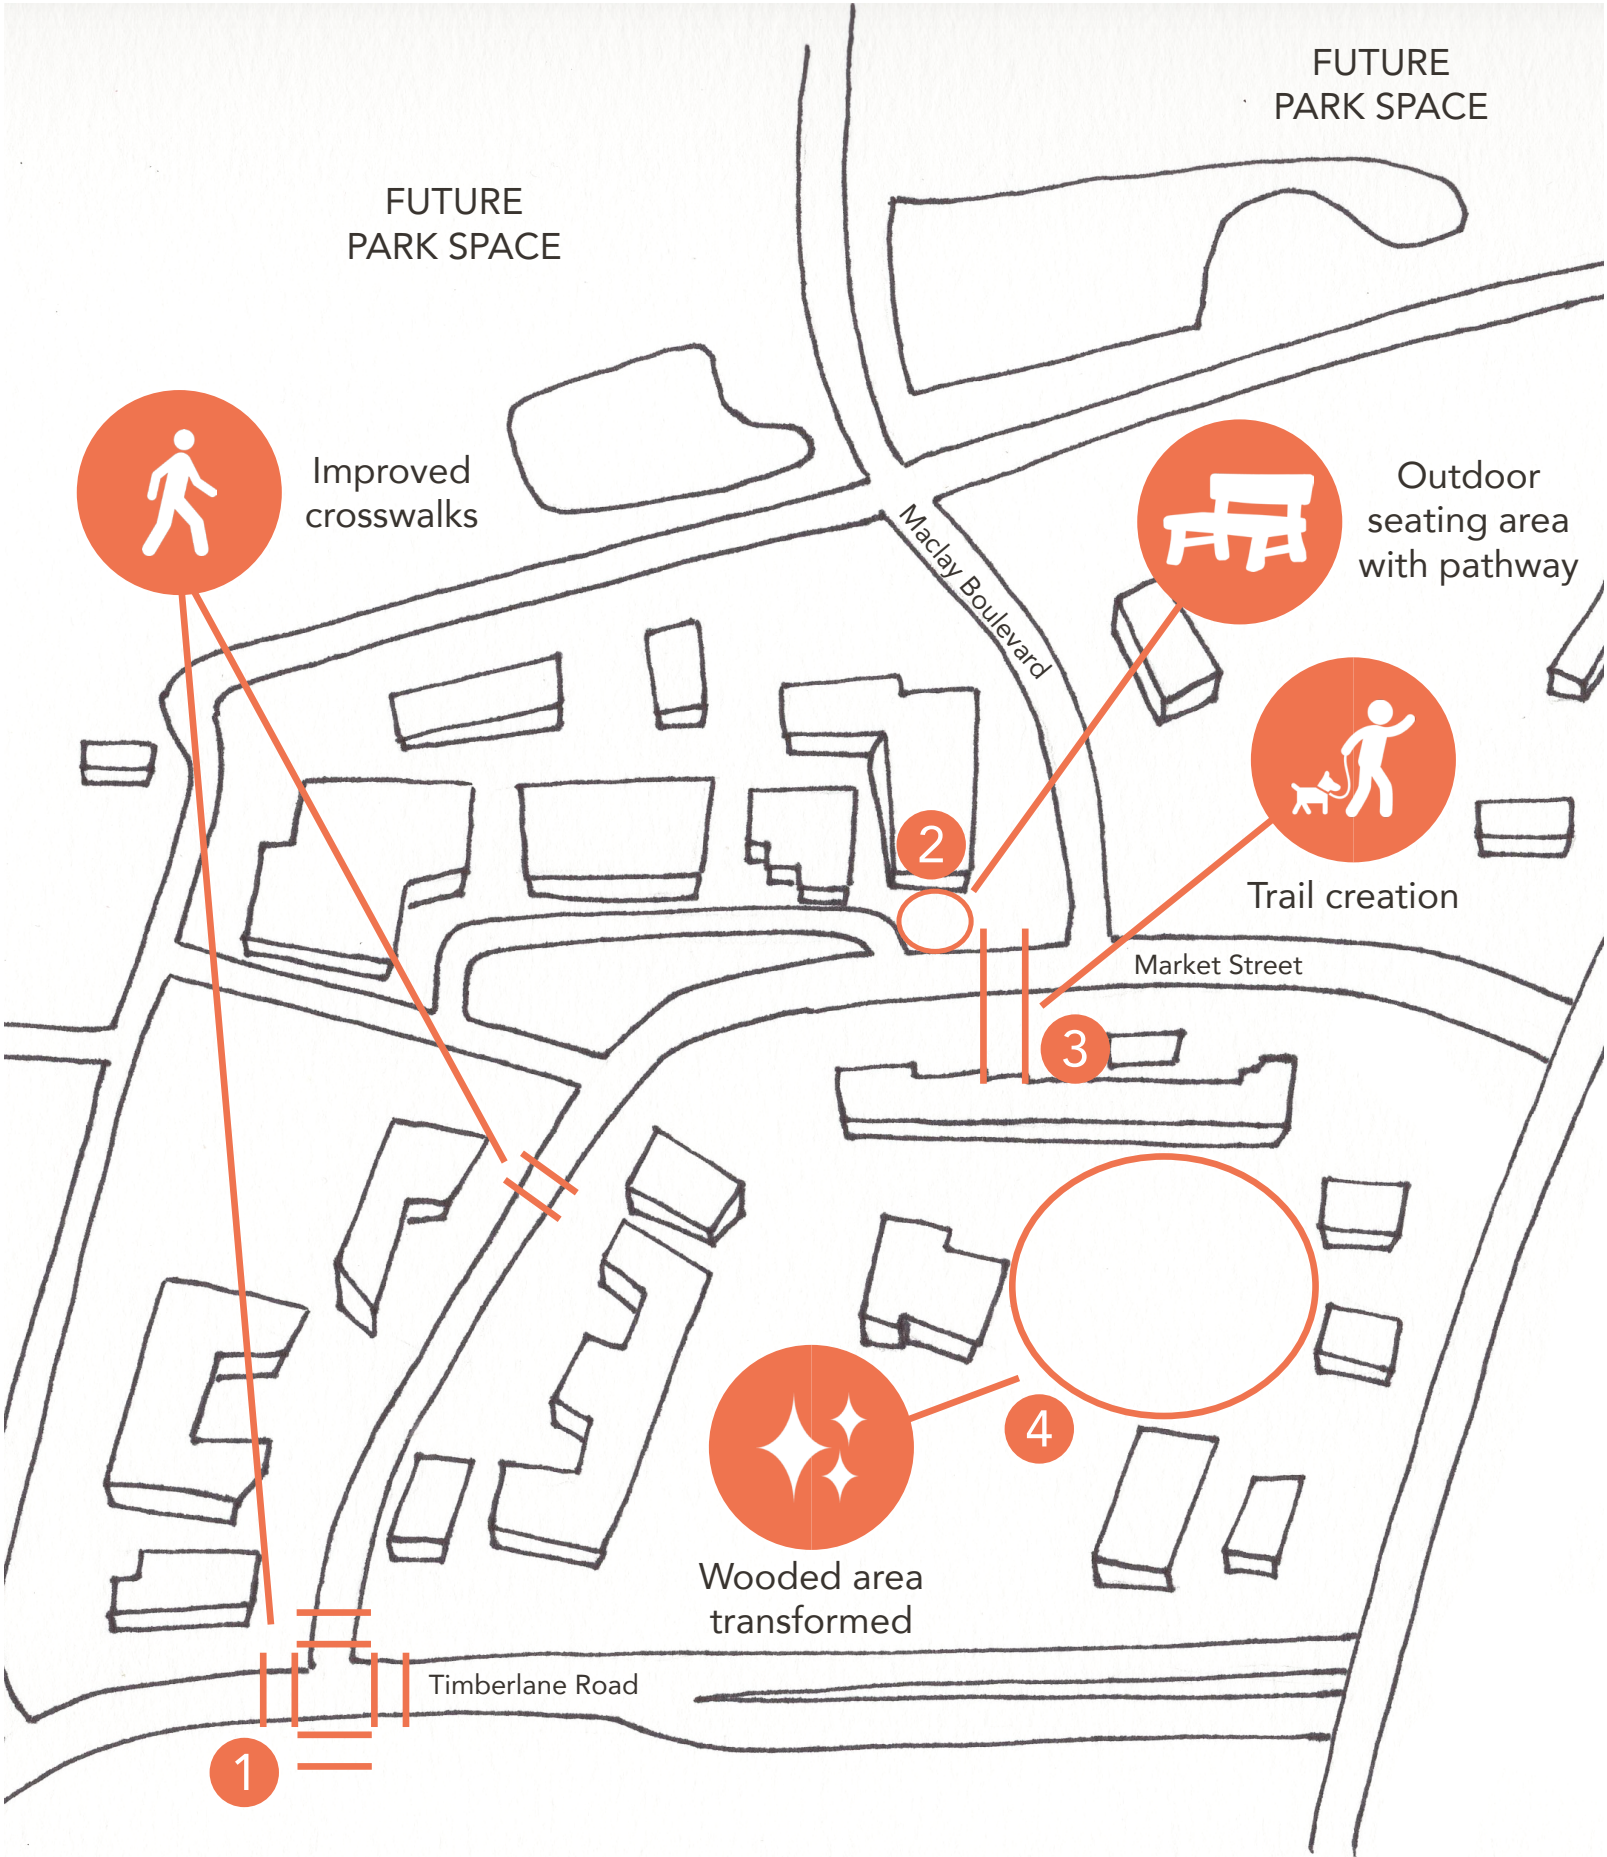 FUTURE
PARK SPACE
FUTURE
PARK SPACE
Improved
crosswalks
Outdoor
seating area
with pathway
Maclay Boulevard
Trail creation
2
Market Street
3
4
Wooded area
transformed
Timberlane Road
1